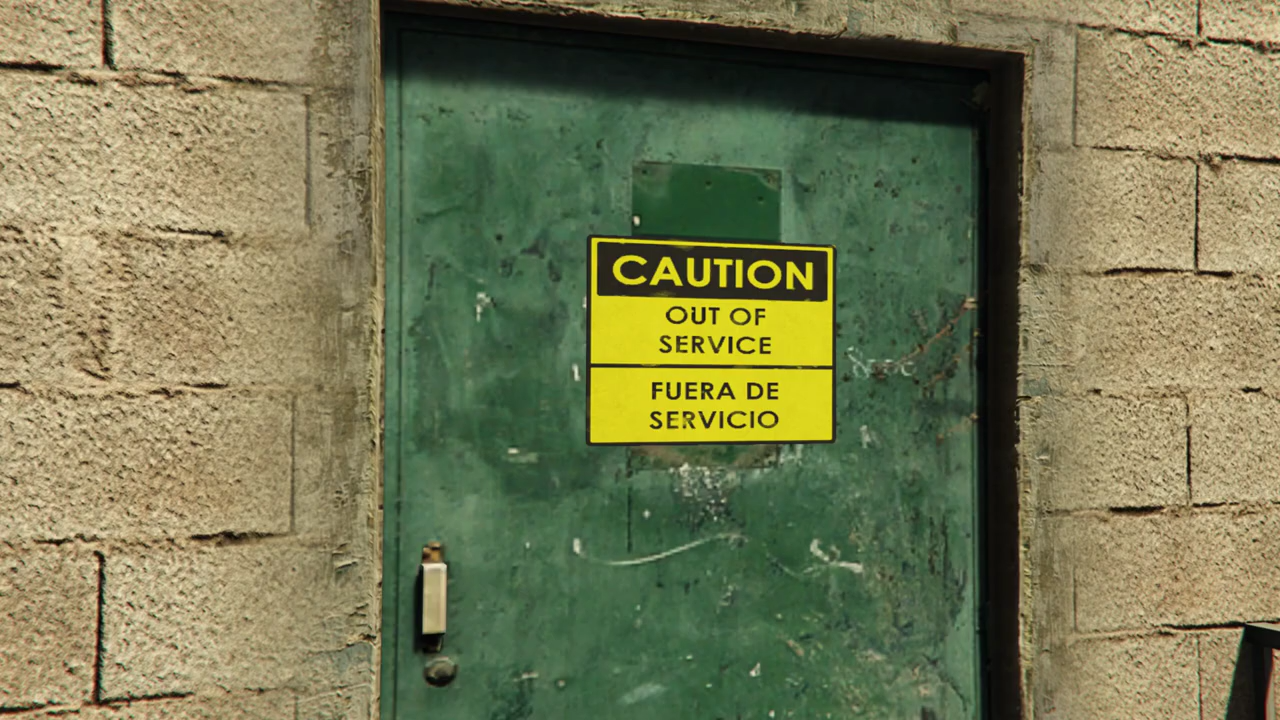 CAUTION
OUT OF
SERVICE
FUERA DE
SERVICIO